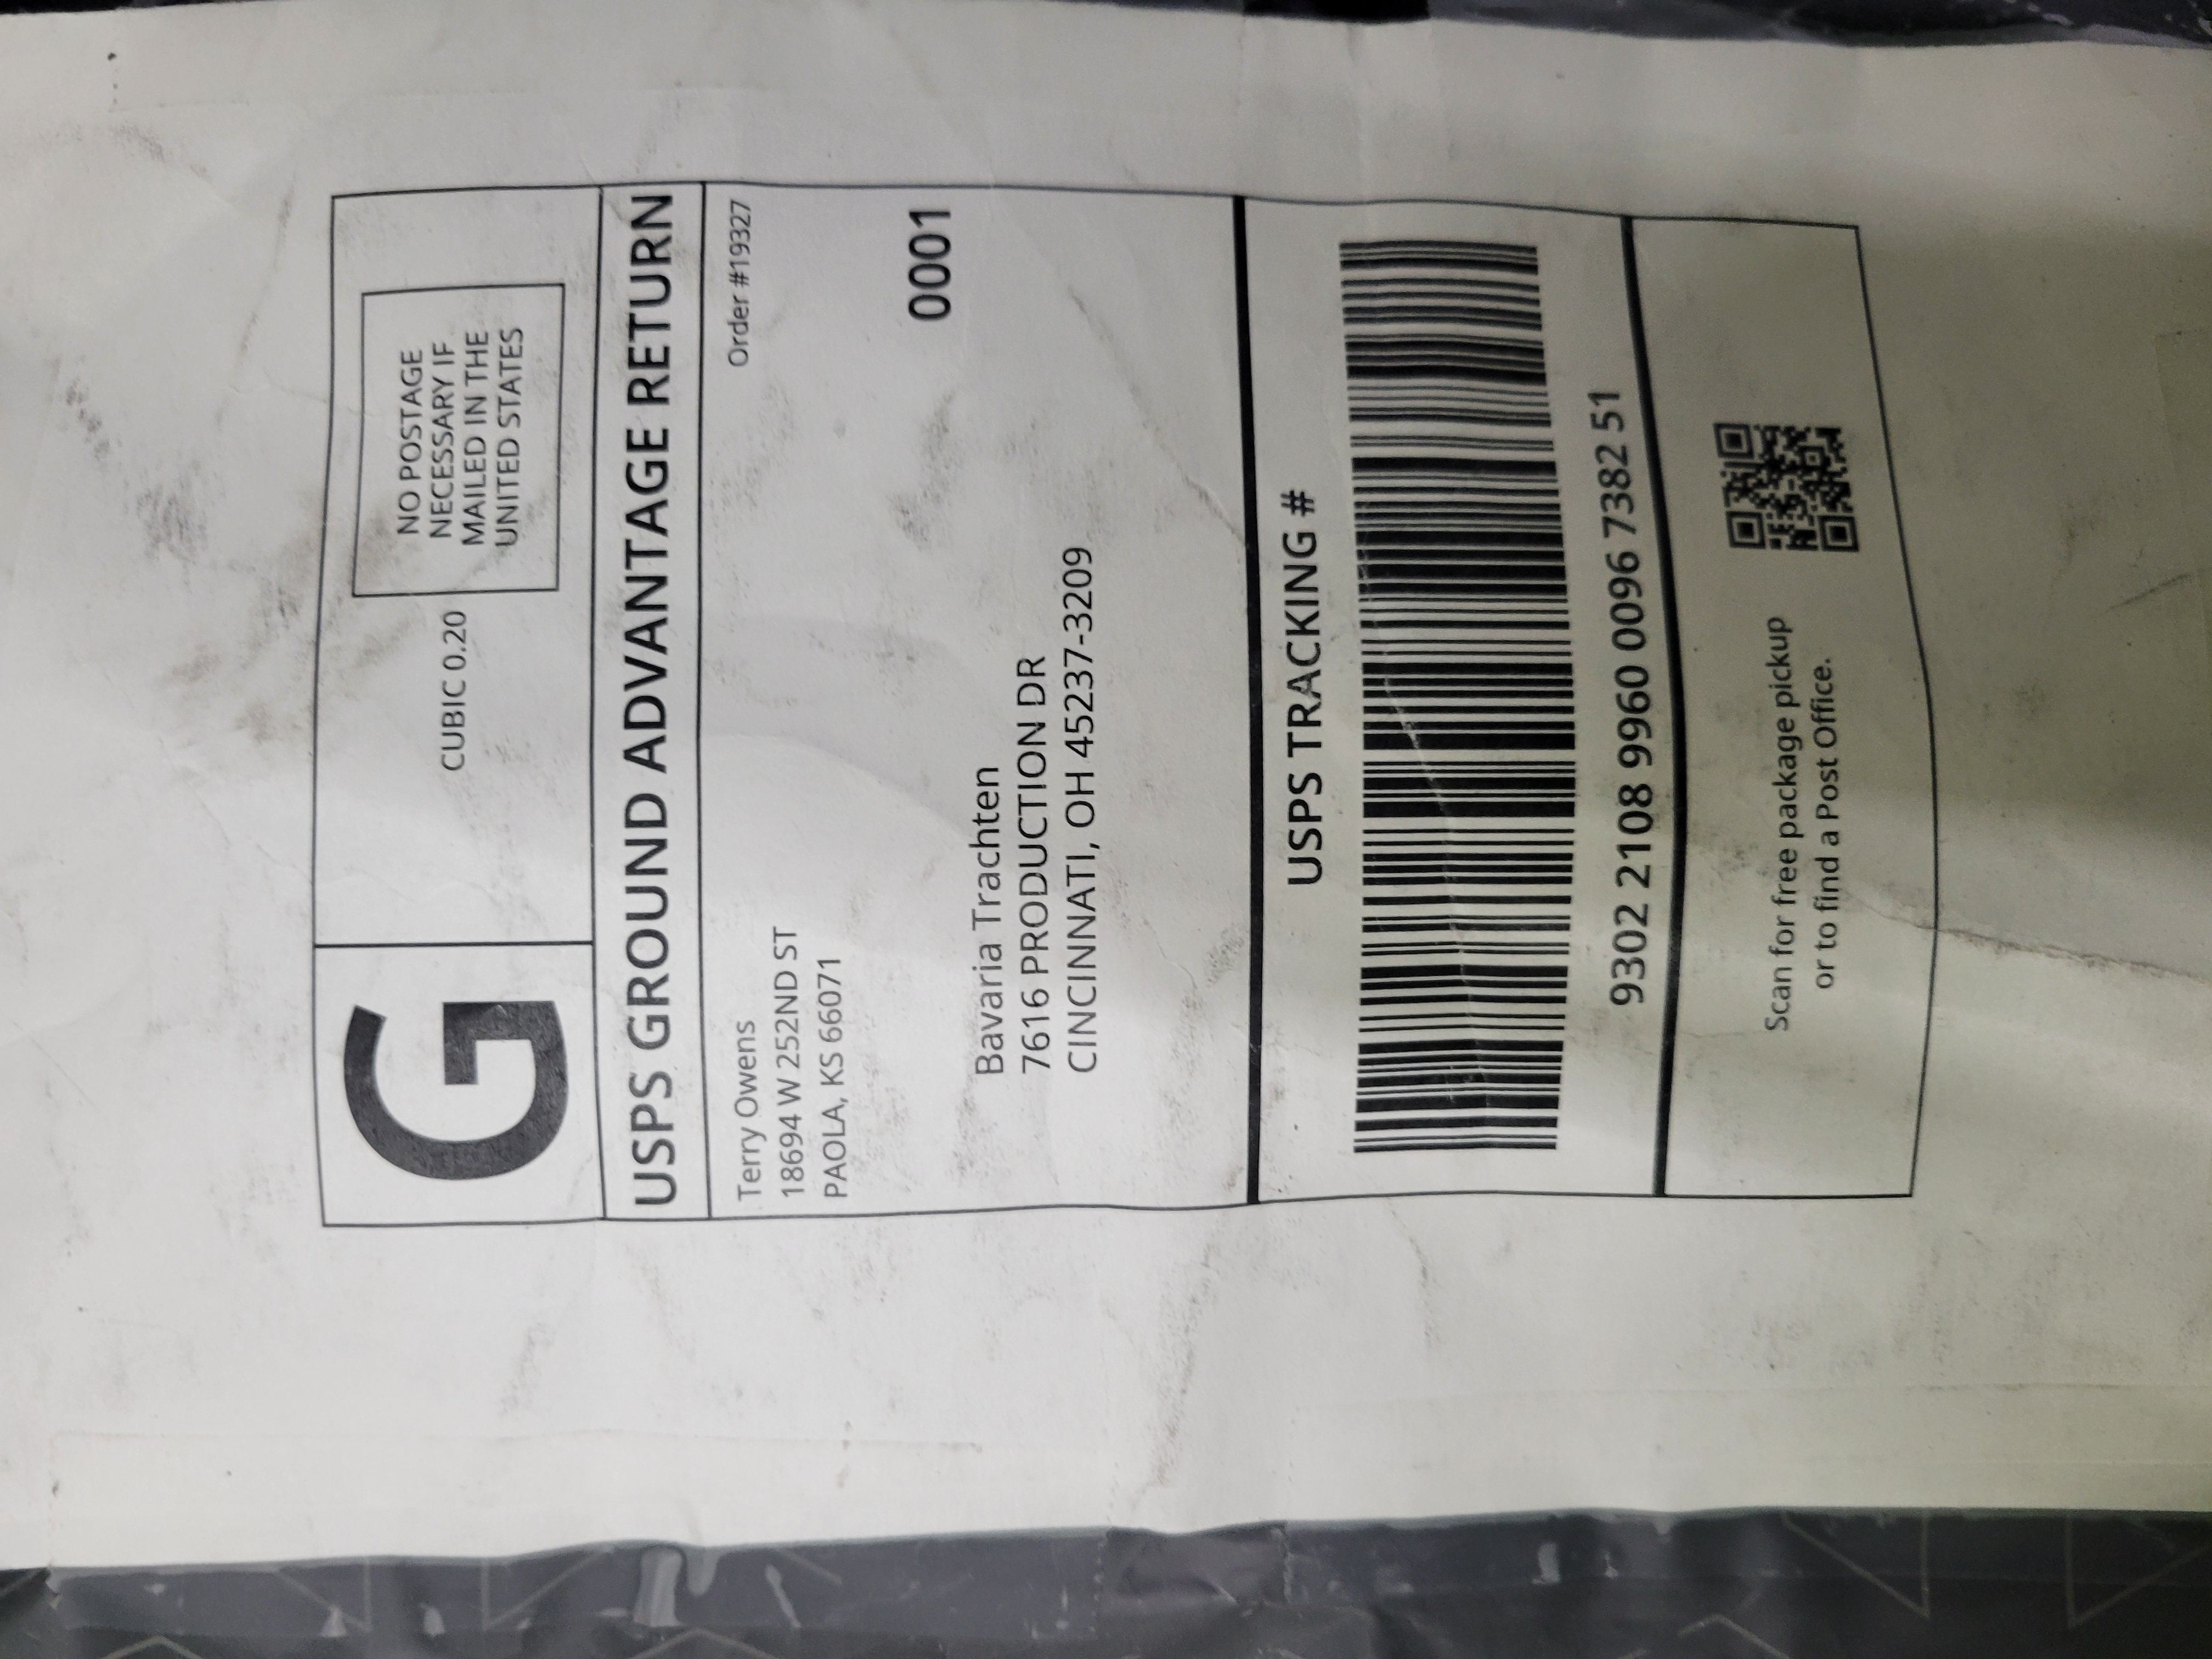 G
CUBIC 0.20
NO POSTAGE
NECESSARY IF
MAILED IN THE
UNITED STATES
USPS GROUND ADVANTAGE RETURN
Terry Owens
18694 W 252ND ST
PAOLA, KS 66071
Order #19327
0001
Bavaria Trachten
7616 PRODUCTION DR
CINCINNATI, OH 45237-3209
USPS TRACKING #
9302 2108 9960 0096 7382 51
Scan for free package pickup
or to find a Post Office.